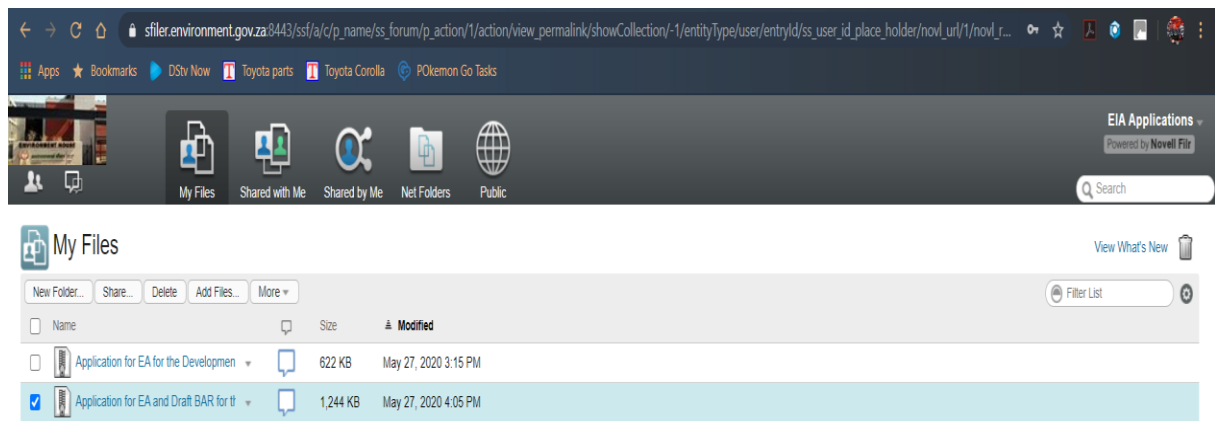 sfiler.environment.gov.za:8443/ssf/a/c/p_name/ss_forum/p_action/1/action/view_permalink/showCollection/-1/entityType/user/entryId/ss_user_id_place_holder/novl_url/1/novl_r...
Apps Bookmarks DStv Now Toyota parts Toyota Corolla POkemon Go Tasks
ENVIRONMENT HOUSE
EIA Applications
Powered by Novell Filr
My Files Shared with Me Shared by Me Net Folders Public
Search
My Files
View What's New
New Folder... Share... Delete Add Files... More
Filter List
Name Size Modified
Application for EA for the Developmen 622 KB May 27, 2020 3:15 PM
Application for EA and Draft BAR for th 1,244 KB May 27, 2020 4:05 PM